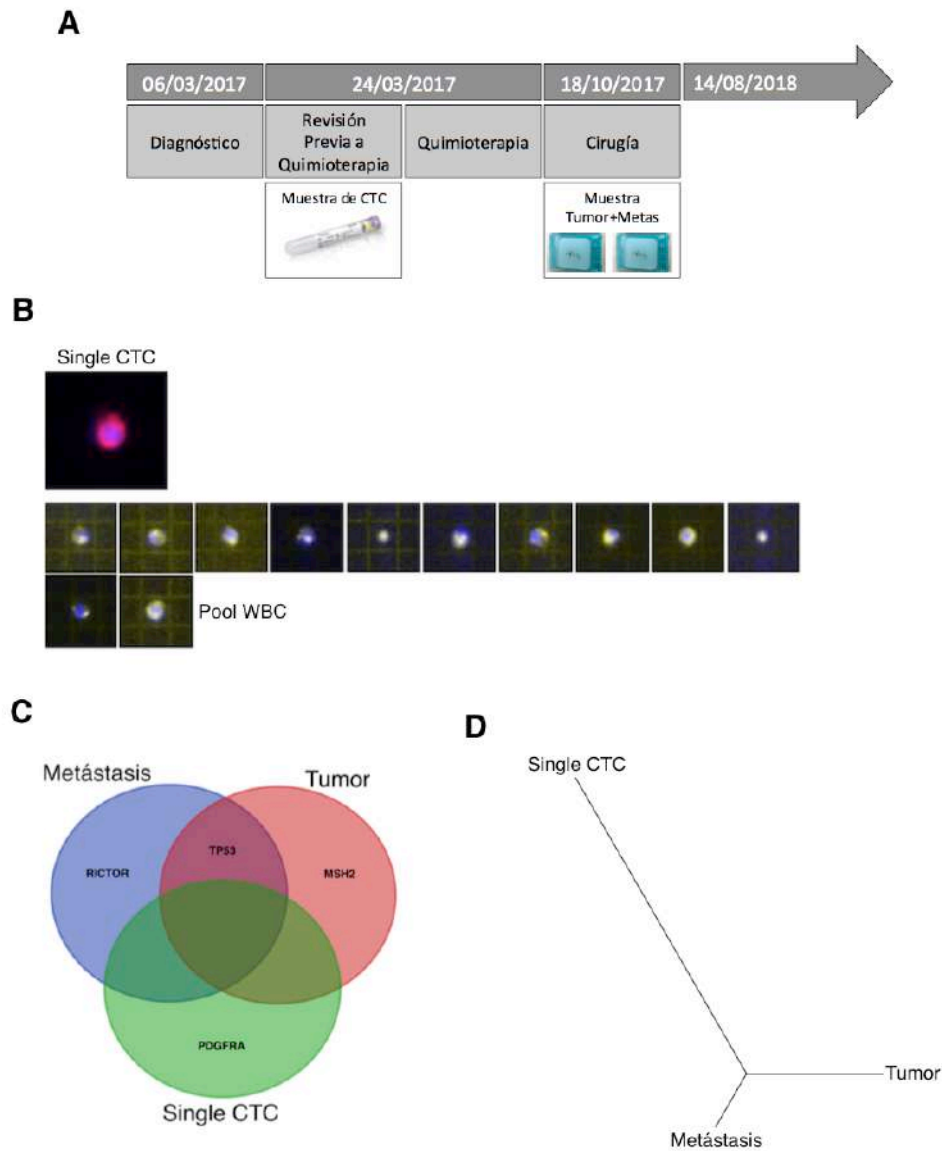 A
06/03/2017
24/03/2017
18/10/2017
14/08/2018
Diagnóstico
Revisión
Previa a
Quimioterapia
Quimioterapia
Cirugía
Muestra de CTC
Muestra
Tumor+Metas
B
Single CTC
Pool WBC
C
Metástasis
Tumor
TP53
RICTOR
MSH2
PDGFRA
Single CTC
D
Single CTC
Tumor
Metástasis